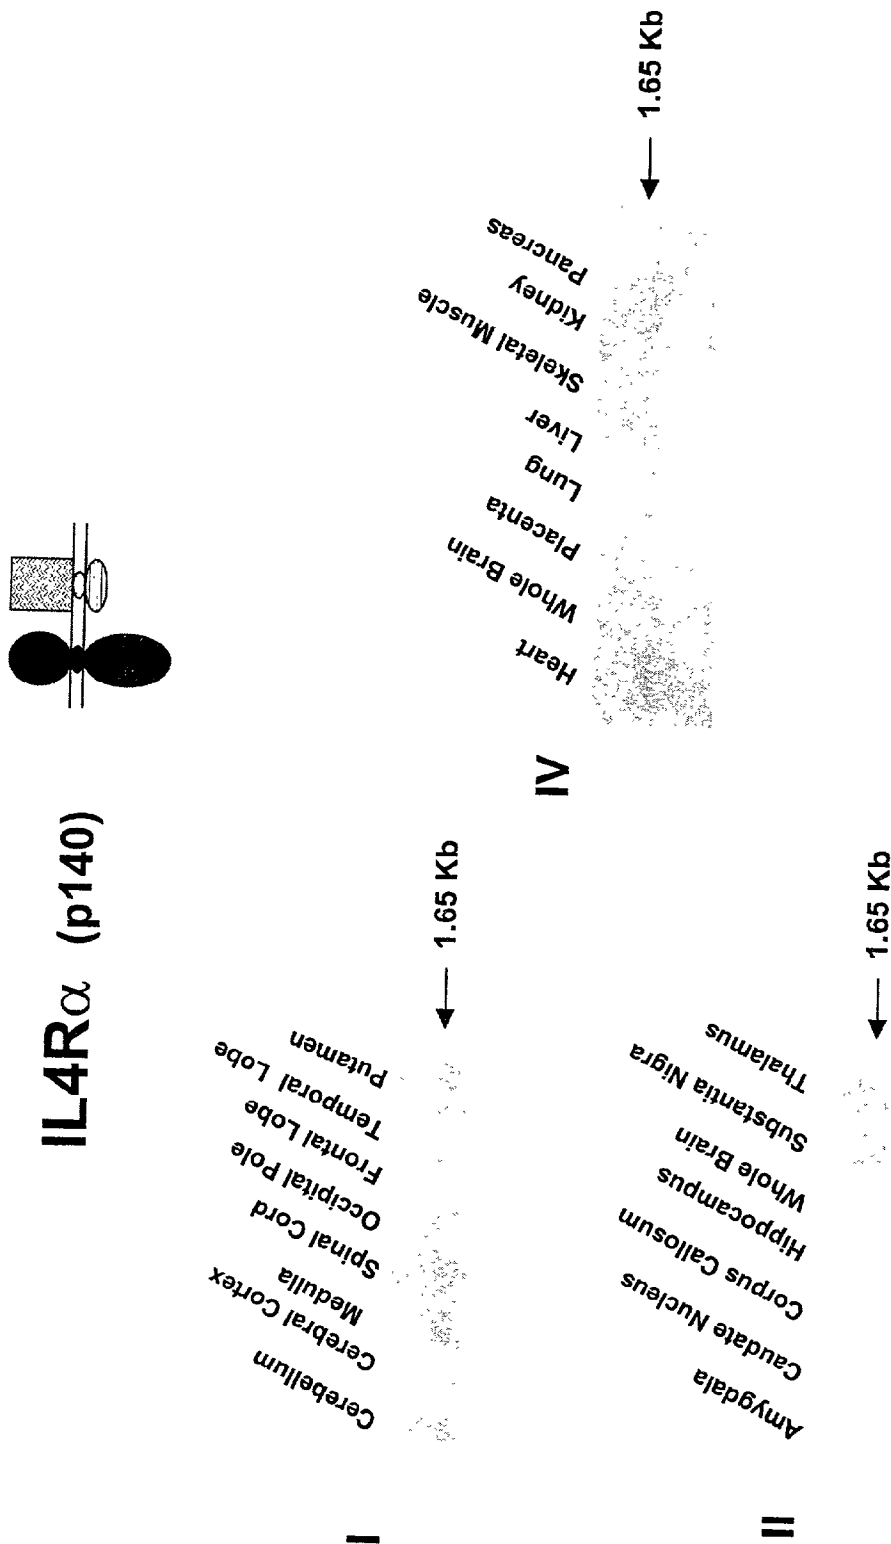 IL4Rα (p140)
I
Cerebellum
Cerebral Cortex
Medulla
Spinal Cord
Occipital Pole
Frontal Lobe
Temporal Lobe
Putamen
1.65 Kb
II
Amygdala
Caudate Nucleus
Corpus Callosum
Hippocampus
Whole Brain
Substantia Nigra
Thalamus
1.65 Kb
IV
Heart
Whole Brain
Placenta
Lung
Liver
Skeletal Muscle
Kidney
Pancreas
1.65 Kb